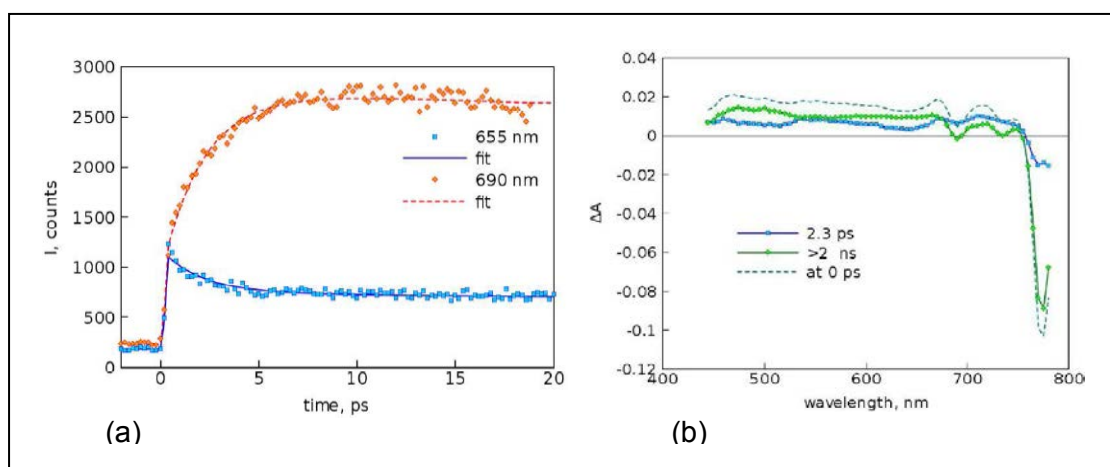 3000
2500
2000
1500
1000
500
0
I, counts
655 nm
fit
690 nm
fit
0
5
10
15
20
time, ps
(a)
0.04
0.02
0
-0.02
-0.04
-0.06
-0.08
-0.1
-0.12
ΔA
2.3 ps
>2 ns
at 0 ps
400
500
600
700
800
wavelength, nm
(b)